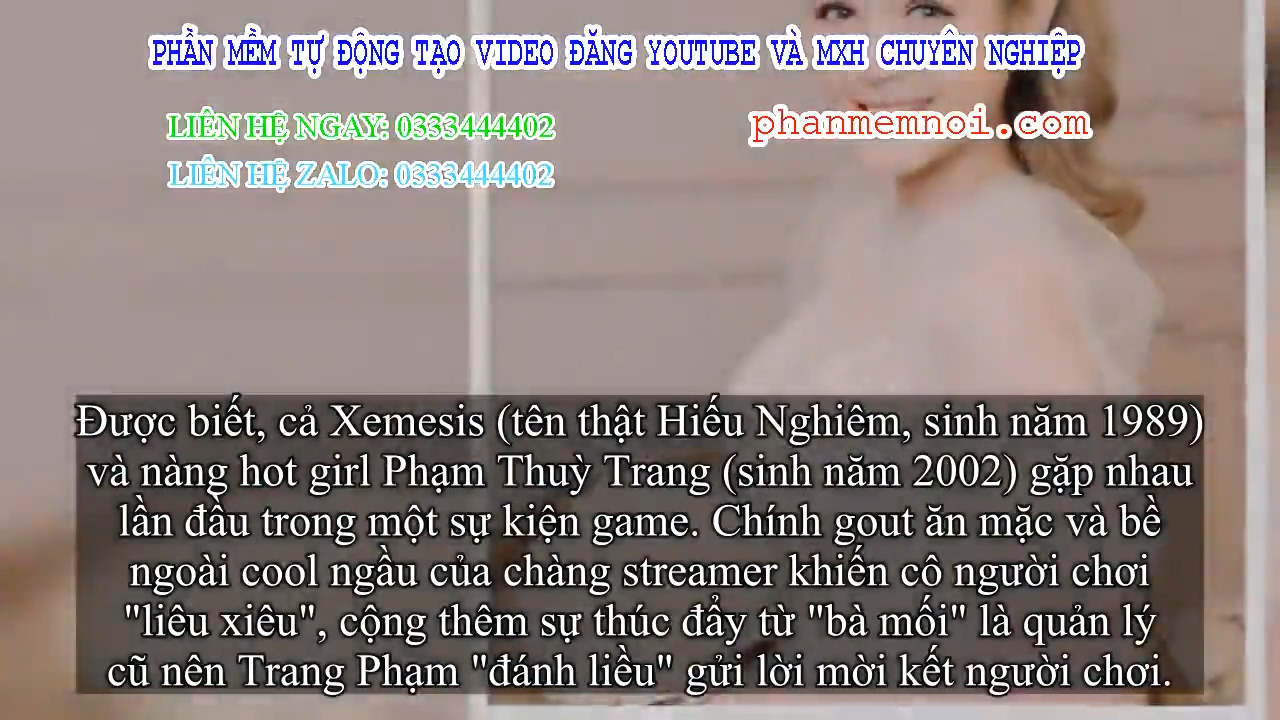 PHẦN MỀM TỰ ĐỘNG TẠO VIDEO ĐĂNG YOUTUBE VÀ MXH CHUYÊN NGHIỆP
LIÊN HỆ NGAY: 0333444402
phanmemnoi.com
LIÊN HỆ ZALO: 0333444402
Được biết, cả Xemesis (tên thật Hiếu Nghiêm, sinh năm 1989)
và nàng hot girl Phạm Thuỳ Trang (sinh năm 2002) gặp nhau
lần đầu trong một sự kiện game. Chính gout ăn mặc và bề
ngoài cool ngầu của chàng streamer khiến cô người chơi
"liêu xiêu", cộng thêm sự thúc đẩy từ "bà mối" là quản lý
cũ nên Trang Phạm "đánh liều" gửi lời mời kết người chơi.